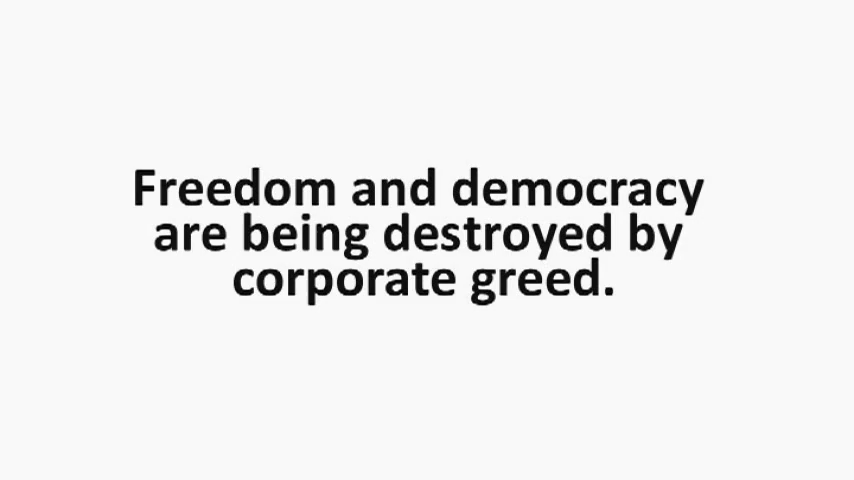 Freedom and democracy
are being destroyed by
corporate greed.